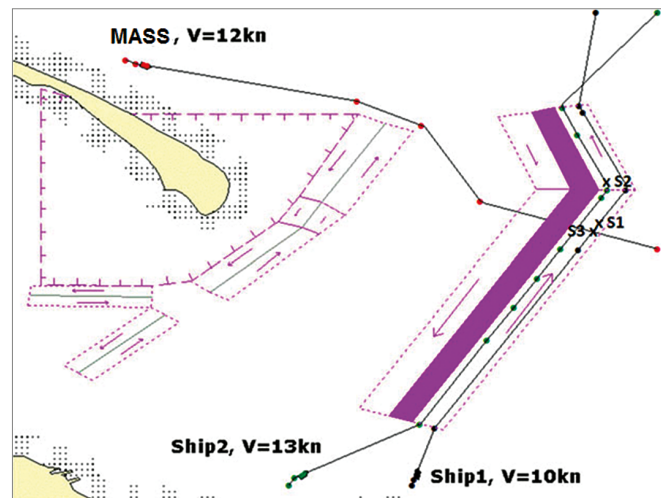 MASS, V=12kn
S2
S1
S3
Ship2, V=13kn
Ship1, V=10kn